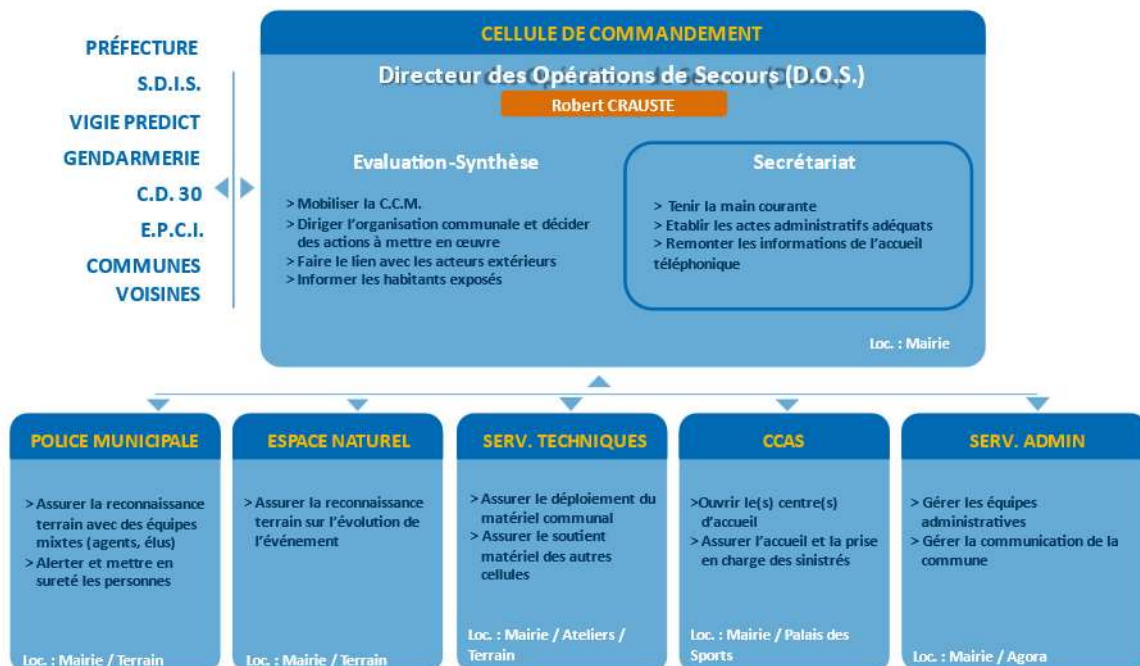 PRÉFECTURE
S.D.I.S.
VIGIE PREDICT
GENDARMERIE
C.D. 30
E.P.C.I.
COMMUNES
VOISINES
CELLULE DE COMMANDEMENT
Directeur des Opérations de Secours (D.O.S.)
Robert CRAUSTE
Evaluation-Synthèse
> Mobiliser la C.C.M.
> Diriger l'organisation communale et décider
des actions à mettre en œuvre
> Faire le lien avec les acteurs extérieurs
> Informer les habitants exposés
Secrétariat
> Tenir la main courante
> Etablir les actes administratifs adéquats
> Remonter les informations de l'accueil
téléphonique
Loc. : Mairie
POLICE MUNICIPALE
> Assurer la reconnaissance
terrain avec des équipes
mixtes (agents, élus)
> Alerter et mettre en
sureté les personnes
Loc. : Mairie / Terrain
ESPACE NATUREL
> Assurer la reconnaissance
terrain sur l'évolution de
l'événement
Loc. : Mairie / Terrain
SERV. TECHNIQUES
> Assurer le déploiement du
matériel communal
> Assurer le soutient
matériel des autres
cellules
Loc. : Mairie / Ateliers /
Terrain
CCAS
>Ouvrir le(s) centre(s)
d'accueil
> Assurer l'accueil et la prise
en charge des sinistrés
Loc. : Mairie / Palais des
Sports
SERV. ADMIN
> Gérer les équipes
administratives
> Gérer la communication de la
commune
Loc. : Mairie / Agora